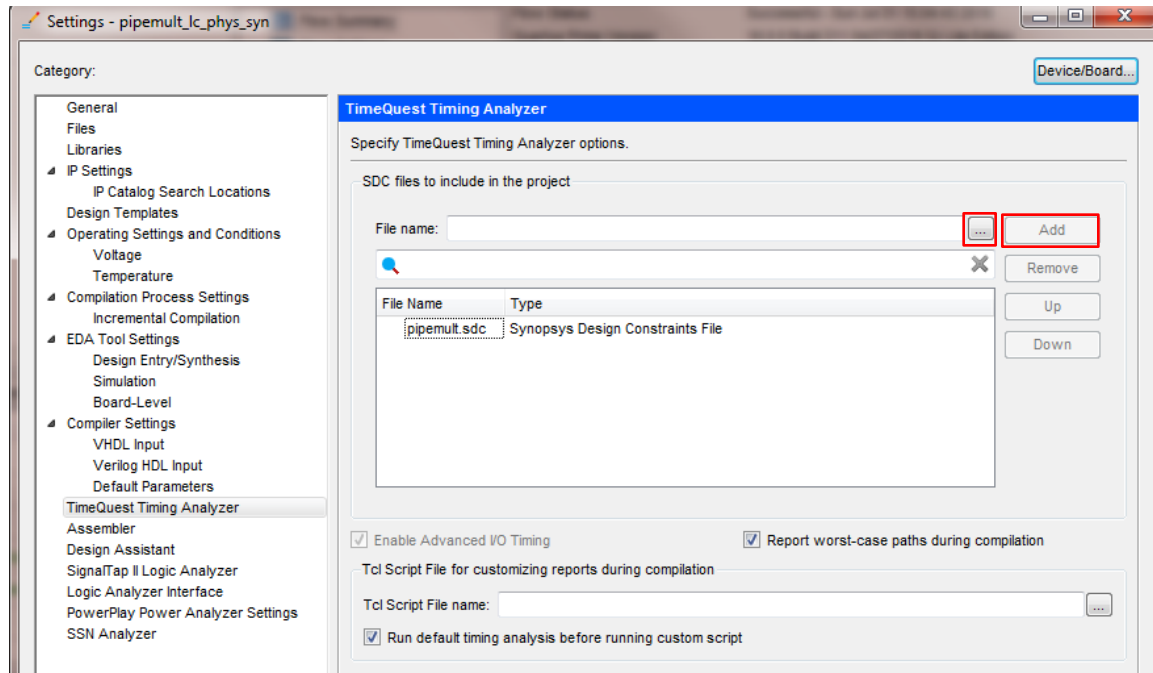 Settings - pipemult_lc_phys_syn
Category:
Device/Board...
General
Files
Libraries
IP Settings
IP Catalog Search Locations
Design Templates
Operating Settings and Conditions
Voltage
Temperature
Compilation Process Settings
Incremental Compilation
EDA Tool Settings
Design Entry/Synthesis
Simulation
Board-Level
Compiler Settings
VHDL Input
Verilog HDL Input
Default Parameters
TimeQuest Timing Analyzer
Assembler
Design Assistant
SignalTap II Logic Analyzer
Logic Analyzer Interface
PowerPlay Power Analyzer Settings
SSN Analyzer
TimeQuest Timing Analyzer
Specify TimeQuest Timing Analyzer options.
SDC files to include in the project
File name: ... Add
Remove
File Name Type Up
pipemult.sdc Synopsys Design Constraints File
Down
Enable Advanced I/O Timing Report worst-case paths during compilation
Tcl Script File for customizing reports during compilation
Tcl Script File name: ...
Run default timing analysis before running custom script